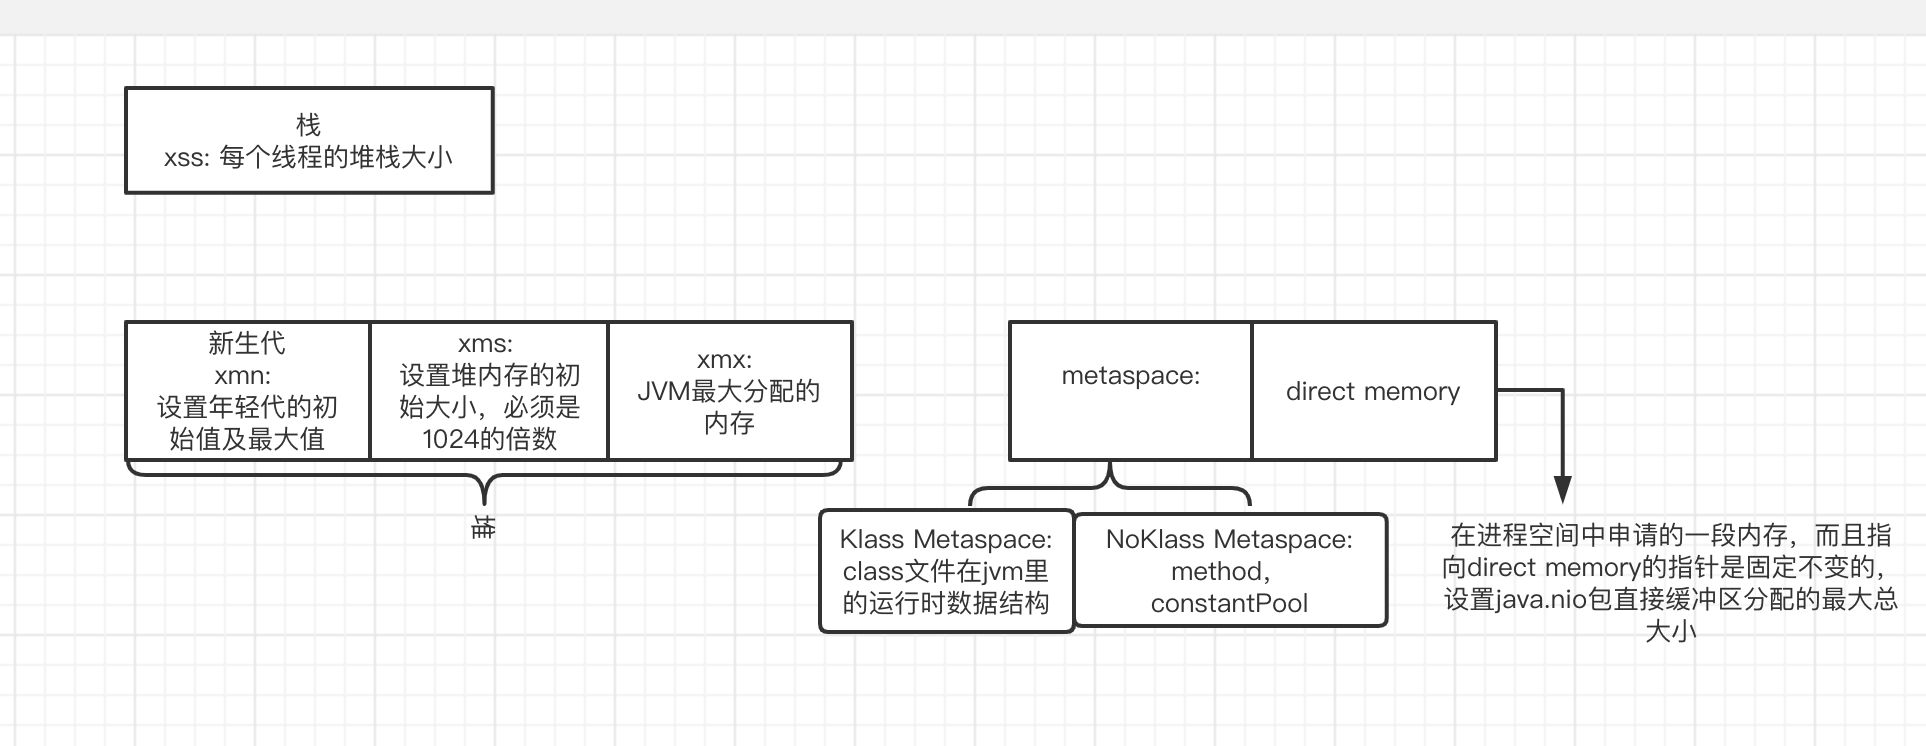 栈
xss: 每个线程的堆栈大小
新生代
xmn:
设置年轻代的初
始值及最大值
xms:
设置堆内存的初
始大小，必须是
1024的倍数
xmx:
JVM最大分配的
内存
堆
metaspace:
direct memory
Klass Metaspace:
class文件在jvm里
的运行时数据结构
NoKlass Metaspace:
method,
constantPool
在进程空间中申请的一段内存，而且指
向direct memory的指针是固定不变的，
设置java.nio包直接缓冲区分配的最大总
大小